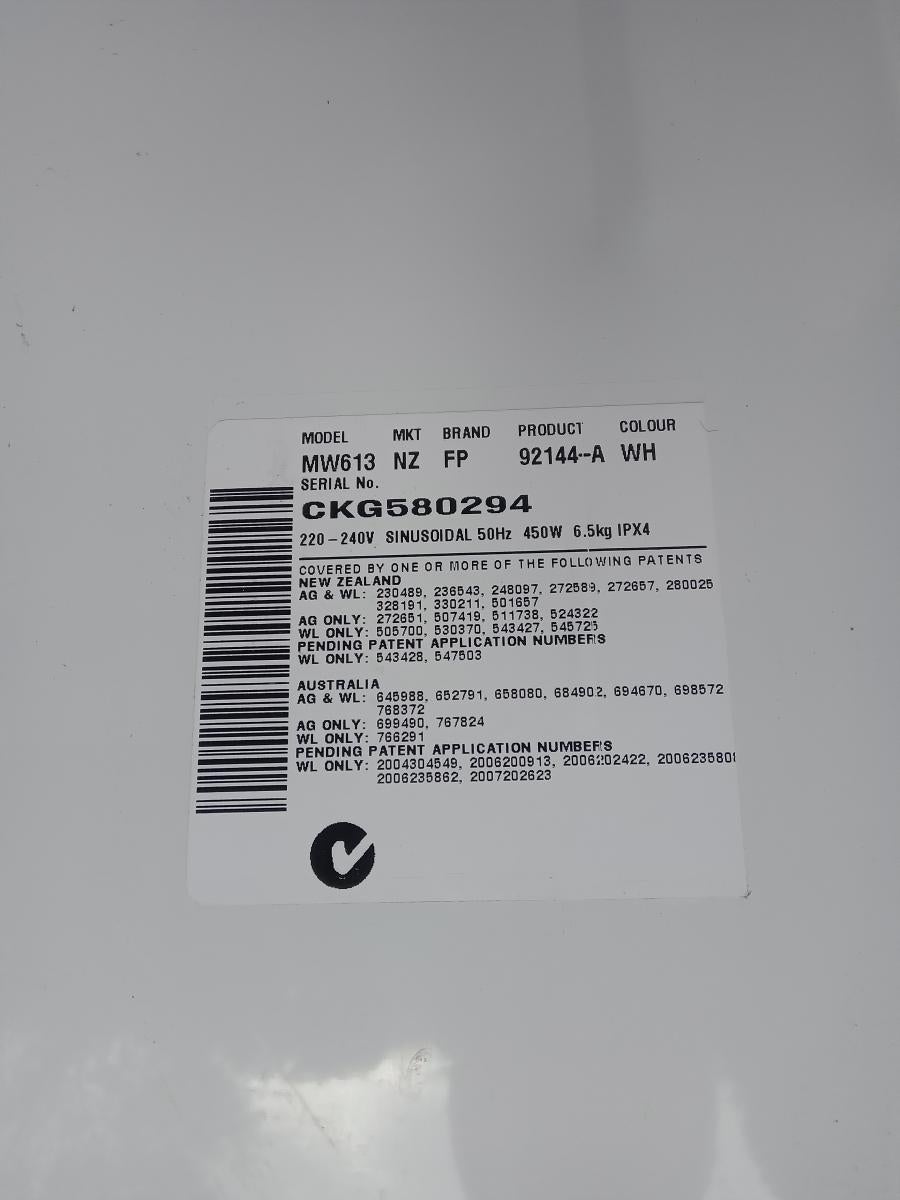 MODEL MKT BRAND PRODUCT COLOUR
MW613 NZ FP 92144--A WH
SERIAL No.
CKG580294
220-240V SINUSOIDAL 50Hz 450W 6.5kg IPX4
COVERED BY ONE OR MORE OF THE FOLLOWING PATENTS
NEW ZEALAND
AG & WL: 230489, 236543, 248097, 272589, 272657, 280025
328191, 330211, 501657
AG ONLY: 272651, 507419, 511738, 524322
WL ONLY: 505700, 530370, 543427, 545725
PENDING PATENT APPLICATION NUMBERS
WL ONLY: 543428, 547503
AUSTRALIA
AG & WL: 645988, 652791, 658080, 684902, 694670, 698572
768372
AG ONLY: 699490, 767824
WL ONLY: 766291
PENDING PATENT APPLICATION NUMBERS
WL ONLY: 2004304549, 2006200913, 2006202422,
2006235862, 2007202623